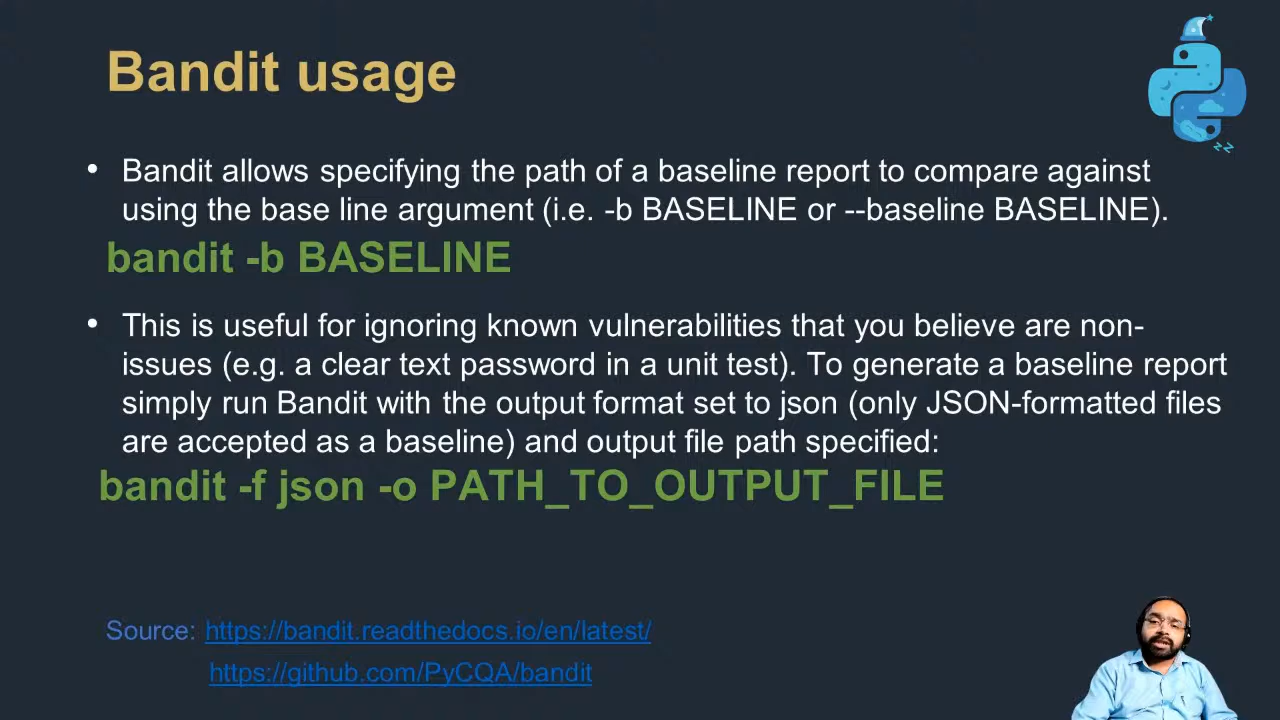 Bandit usage
• Bandit allows specifying the path of a baseline report to compare against
using the base line argument (i.e. -b BASELINE or --baseline BASELINE).
bandit -b BASELINE
• This is useful for ignoring known vulnerabilities that you believe are non-
issues (e.g. a clear text password in a unit test). To generate a baseline report
simply run Bandit with the output format set to json (only JSON-formatted files
are accepted as a baseline) and output file path specified:
bandit -f json -o PATH_TO_OUTPUT_FILE
Source: https://bandit.readthedocs.io/en/latest/
https://github.com/PyCQA/bandit
zz